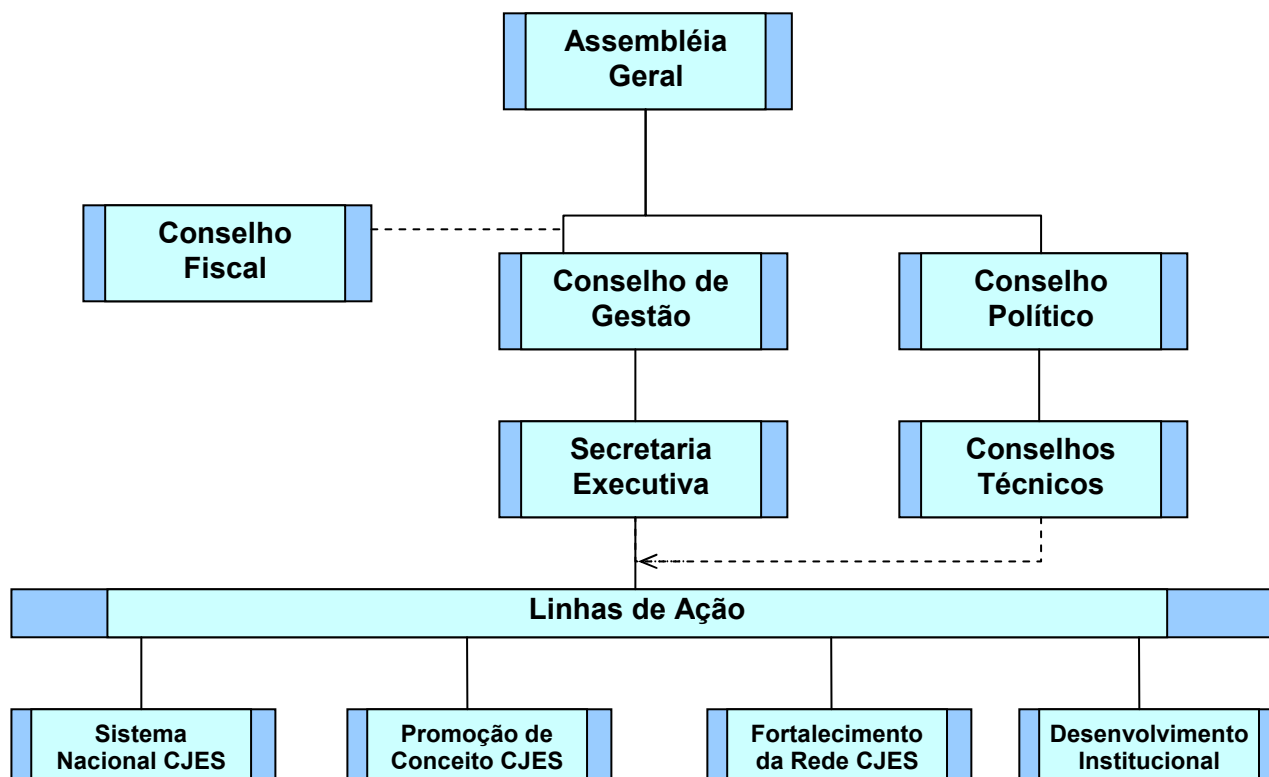 Assembléia
Geral
Conselho
Fiscal
Conselho de
Gestão
Conselho
Político
Secretaria
Executiva
Conselhos
Técnicos
Linhas de Ação
Sistema
Nacional CJES
Promoção de
Conceito CJES
Fortalecimento
da Rede CJES
Desenvolvimento
Institucional